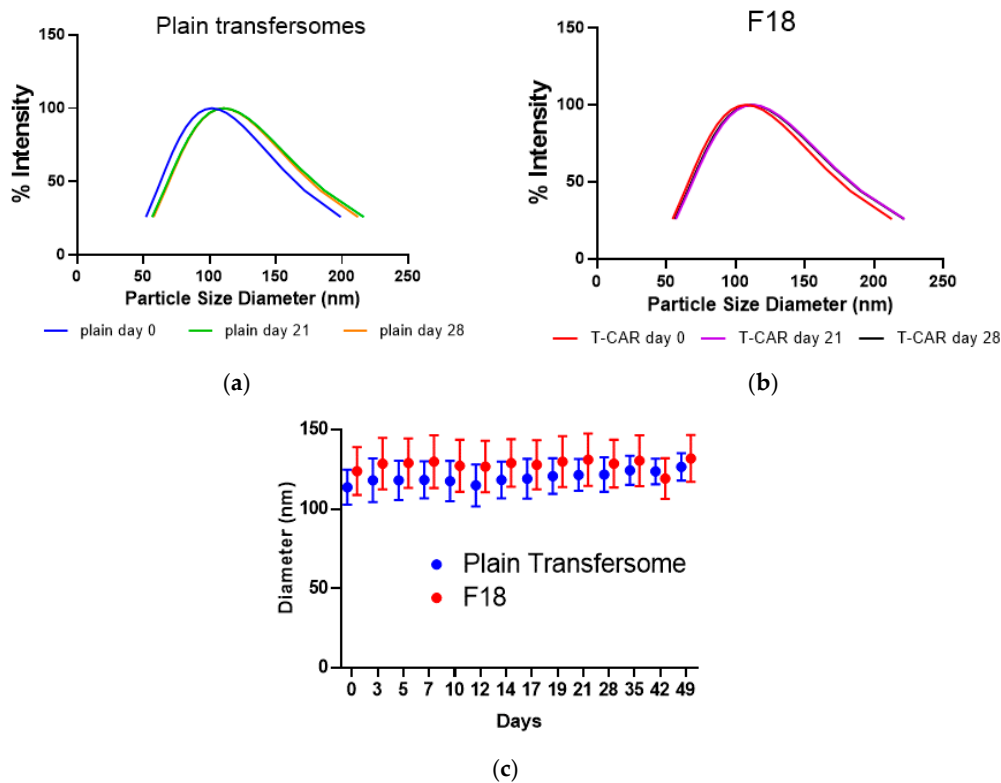 Plain transfersomes
150
100
50
0
% Intensity
0 50 100 150 200 250
Particle Size Diameter (nm)
plain day 0 plain day 21 plain day 28
(a)
F18
150
100
50
0
% Intensity
0 50 100 150 200 250
Particle Size Diameter (nm)
T-CAR day 0 T-CAR day 21 T-CAR day 28
(b)
150
100
50
0
Diameter (nm)
Plain Transfersome
F18
0 3 5 7 10 12 14 17 19 21 28 35 42 49
Days
(c)